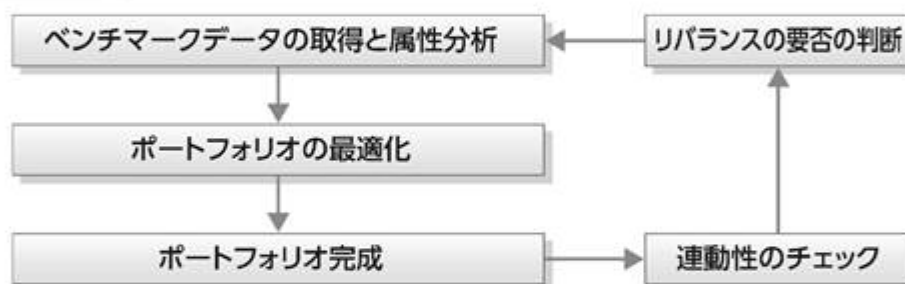 ベンチマークデータの取得と属性分析
リバランスの要否の判断
ポートフォリオの最適化
ポートフォリオ完成
連動性のチェック